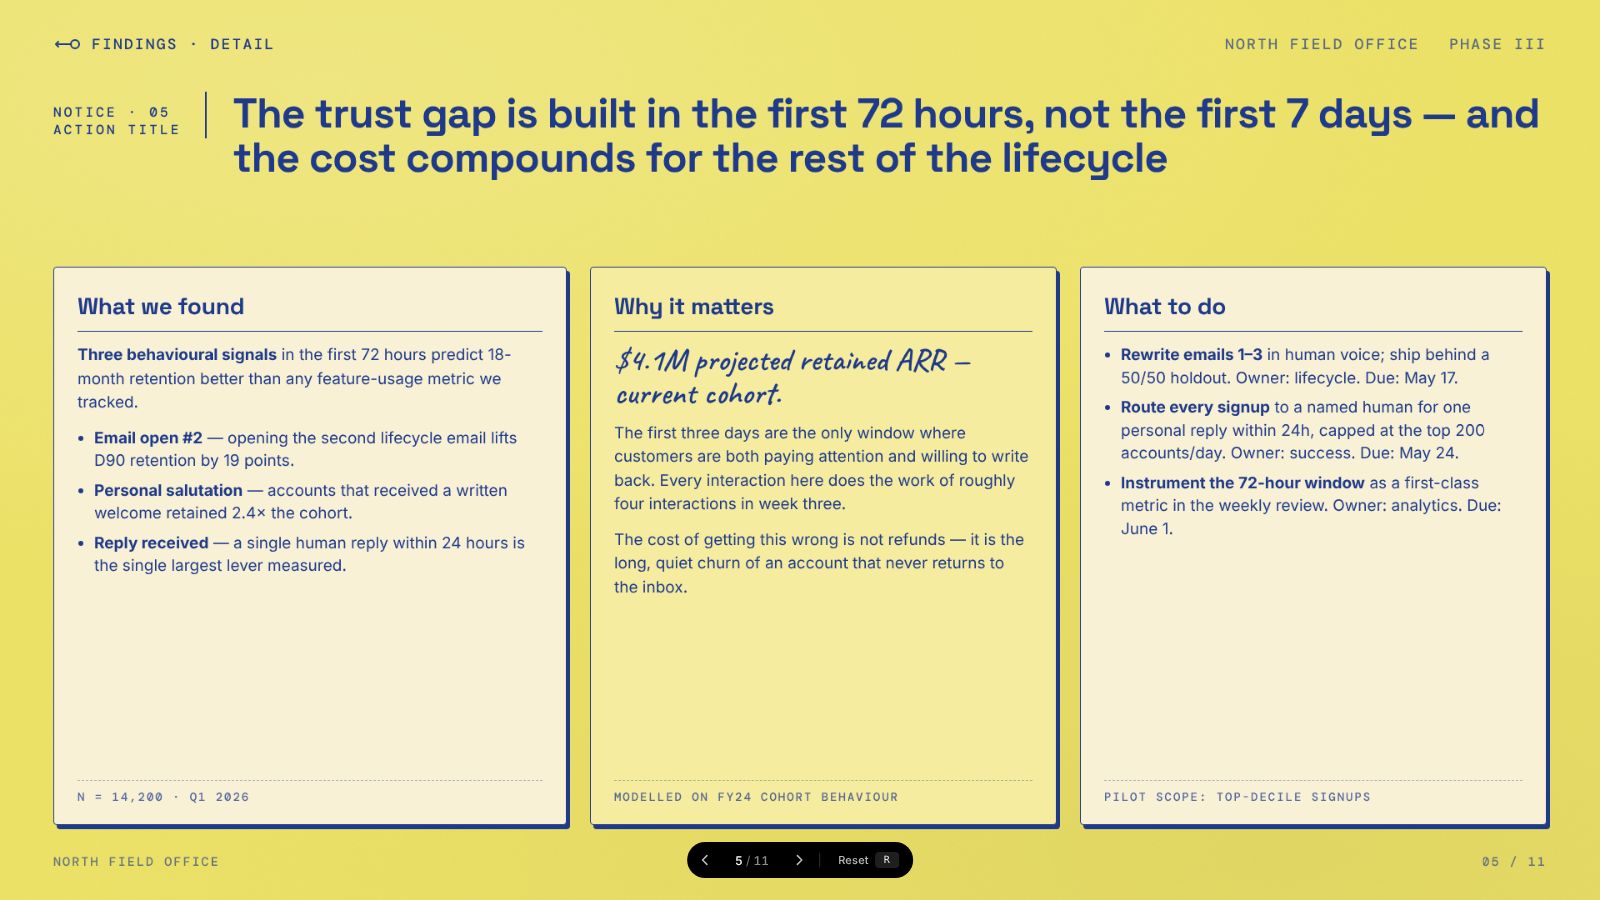 FINDINGS · DETAIL
NORTH FIELD OFFICE PHASE III
NOTICE · 05
ACTION TITLE
The trust gap is built in the first 72 hours, not the first 7 days — and
the cost compounds for the rest of the lifecycle
What we found
Three behavioural signals in the first 72 hours predict 18-
month retention better than any feature-usage metric we
tracked.
• Email open #2 — opening the second lifecycle email lifts
D90 retention by 19 points.
• Personal salutation — accounts that received a written
welcome retained 2.4× the cohort.
• Reply received — a single human reply within 24 hours is
the single largest lever measured.
N = 14,200 · Q1 2026
Why it matters
$4.1M projected retained ARR —
current cohort.
The first three days are the only window where
customers are both paying attention and willing to write
back. Every interaction here does the work of roughly
four interactions in week three.
The cost of getting this wrong is not refunds — it is the
long, quiet churn of an account that never returns to
the inbox.
MODELLED ON FY24 COHORT BEHAVIOUR
What to do
• Rewrite emails 1–3 in human voice; ship behind a
50/50 holdout. Owner: lifecycle. Due: May 17.
• Route every signup to a named human for one
personal reply within 24h, capped at the top 200
accounts/day. Owner: success. Due: May 24.
• Instrument the 72-hour window as a first-class
metric in the weekly review. Owner: analytics. Due:
June 1.
PILOT SCOPE: TOP-DECILE SIGNUPS
NORTH FIELD OFFICE
5 / 11 Reset R
05 / 11